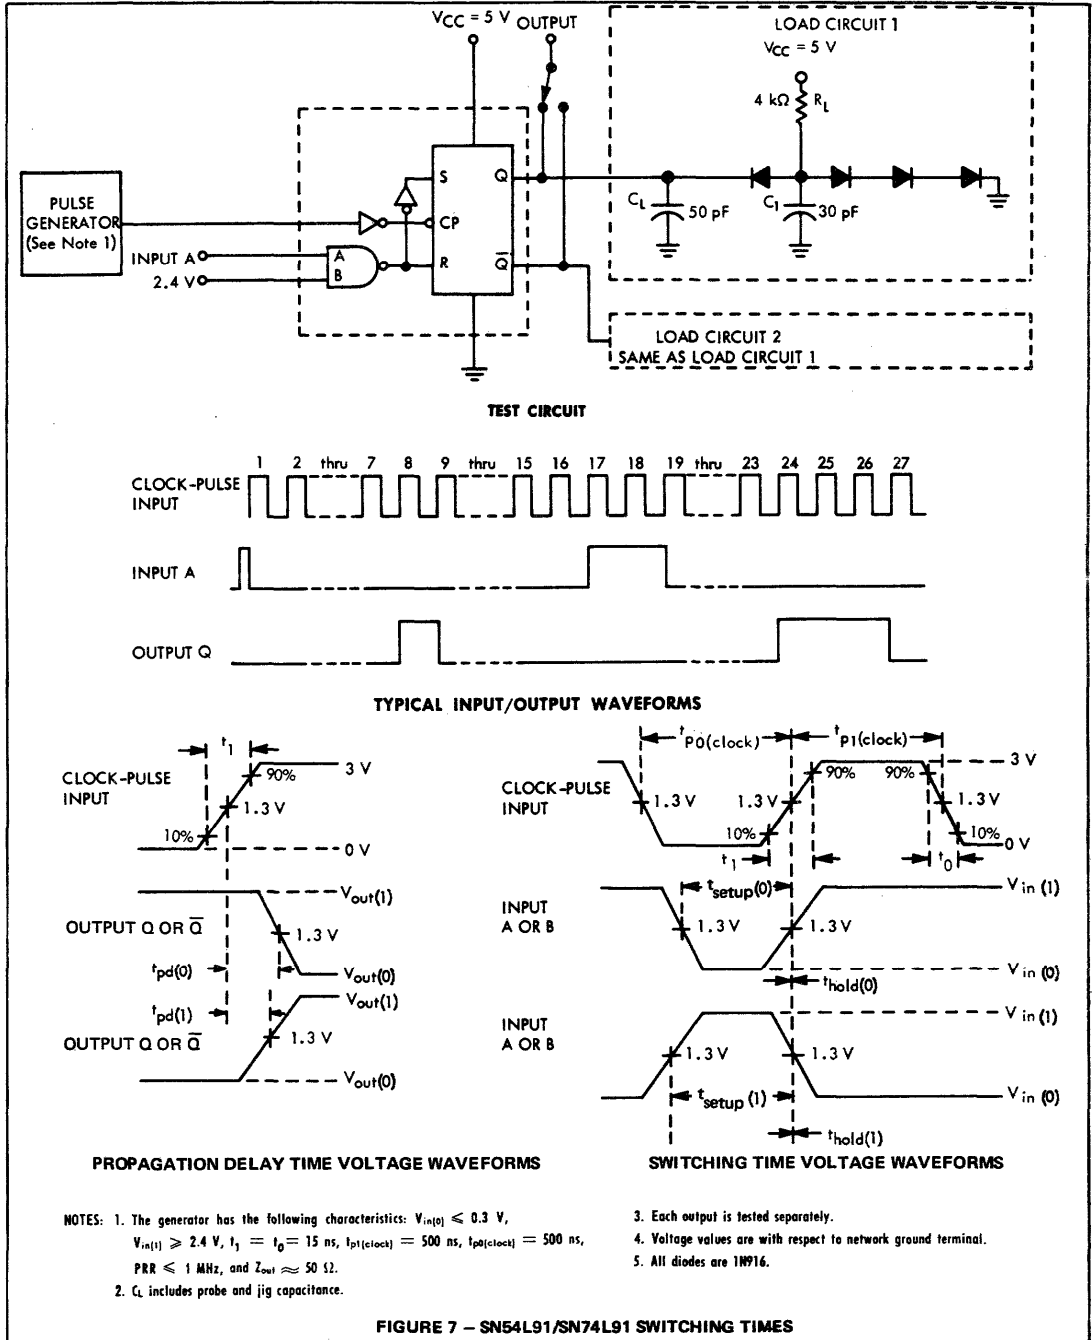 VCC = 5 V OUTPUT
LOAD CIRCUIT 1
VCC = 5 V
4 kΩ RL
PULSE
GENERATOR
(See Note 1)
S Q
CP
R Q̅
INPUT A
A
B
2.4 V
CL 50 pF
C1 30 pF
LOAD CIRCUIT 2
SAME AS LOAD CIRCUIT 1
TEST CIRCUIT
1 2 thru 7 8 9 thru 15 16 17 18 19 thru 23 24 25 26 27
CLOCK-PULSE
INPUT
INPUT A
OUTPUT Q
TYPICAL INPUT/OUTPUT WAVEFORMS
t1
CLOCK-PULSE
INPUT
3 V
90%
1.3 V
10%
0 V
Vout(1)
OUTPUT Q OR Q̅
1.3 V
tpd(0)
Vout(0)
tpd(1)
Vout(1)
OUTPUT Q OR Q̅
1.3 V
Vout(0)
PROPAGATION DELAY TIME VOLTAGE WAVEFORMS
tP0(clock) tP1(clock)
CLOCK-PULSE
INPUT
90% 90% 3 V
1.3 V 1.3 V 1.3 V
10% 10%
0 V
t1 t0
tsetup(0)
Vin(1)
INPUT
A OR B
1.3 V 1.3 V
Vin(0)
thold(0)
Vin(1)
INPUT
A OR B
1.3 V 1.3 V
tsetup(1)
Vin(0)
thold(1)
SWITCHING TIME VOLTAGE WAVEFORMS
NOTES: 1. The generator has the following characteristics: Vin(0) ≤ 0.3 V,
Vin(1) ≥ 2.4 V, t1 = t0 = 15 ns, tp1(clock) = 500 ns, tp0(clock) = 500 ns,
PRR ≤ 1 MHz, and Zout ≈ 50 Ω.
2. CL includes probe and jig capacitance.
3. Each output is tested separately.
4. Voltage values are with respect to network ground terminal.
5. All diodes are 1N916.
FIGURE 7 – SN54L91/SN74L91 SWITCHING TIMES